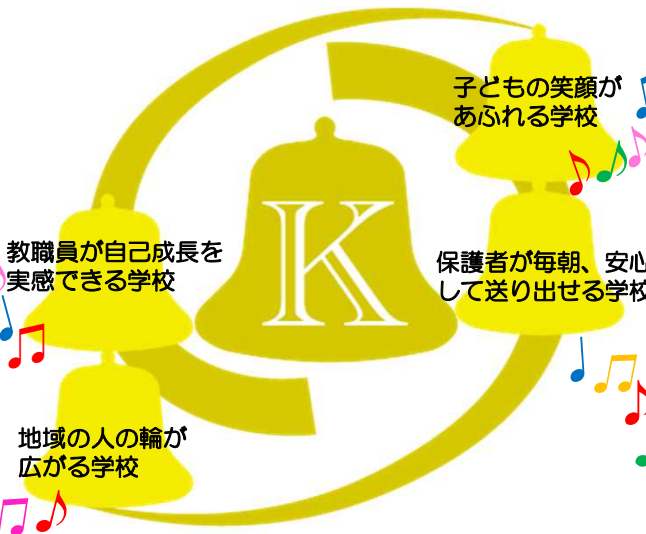 子どもの笑顔が
あふれる学校
K
教職員が自己成長を
実感できる学校
保護者が毎朝、安心
して送り出せる学校
地域の人の輪が
広がる学校